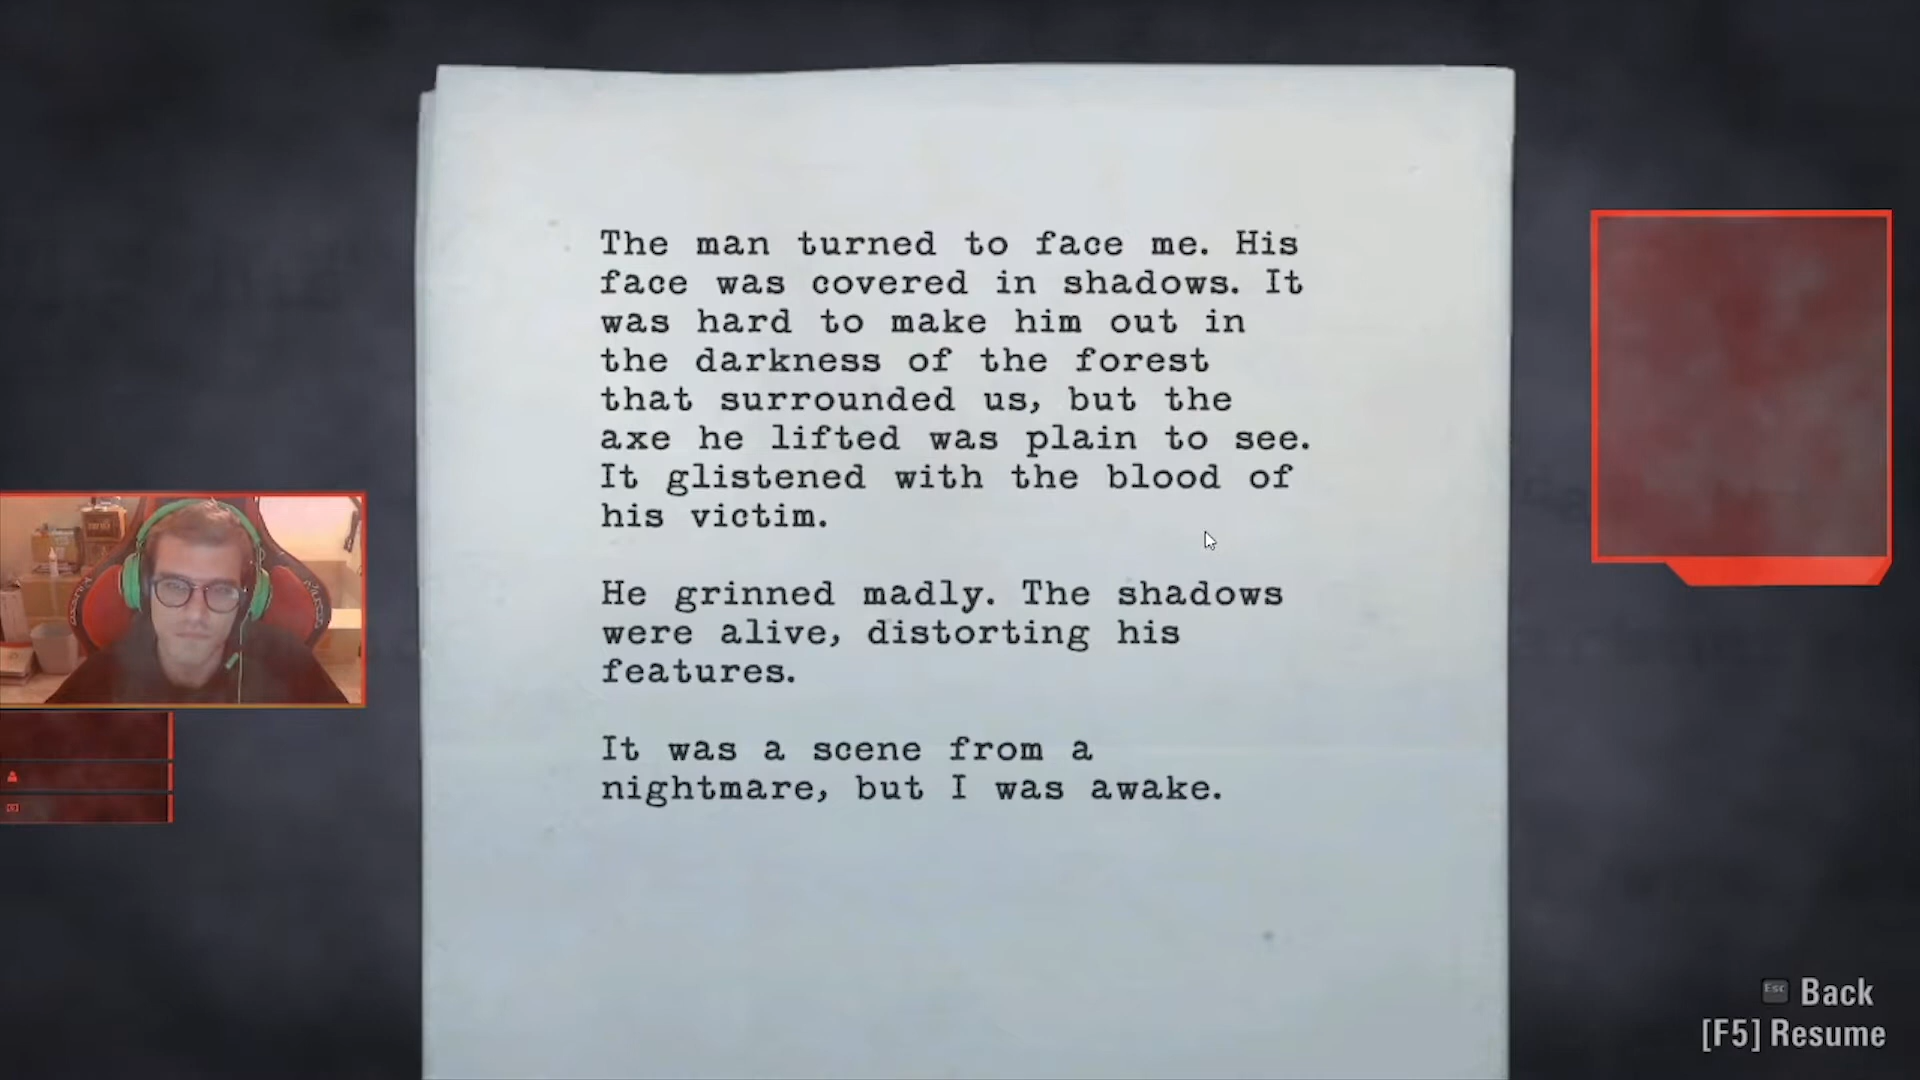 The man turned to face me. His
face was covered in shadows. It
was hard to make him out in
the darkness of the forest
that surrounded us, but the
axe he lifted was plain to see.
It glistened with the blood of
his victim.
He grinned madly. The shadows
were alive, distorting his
features.
It was a scene from a
nightmare, but I was awake.
Esc Back
[F5] Resume